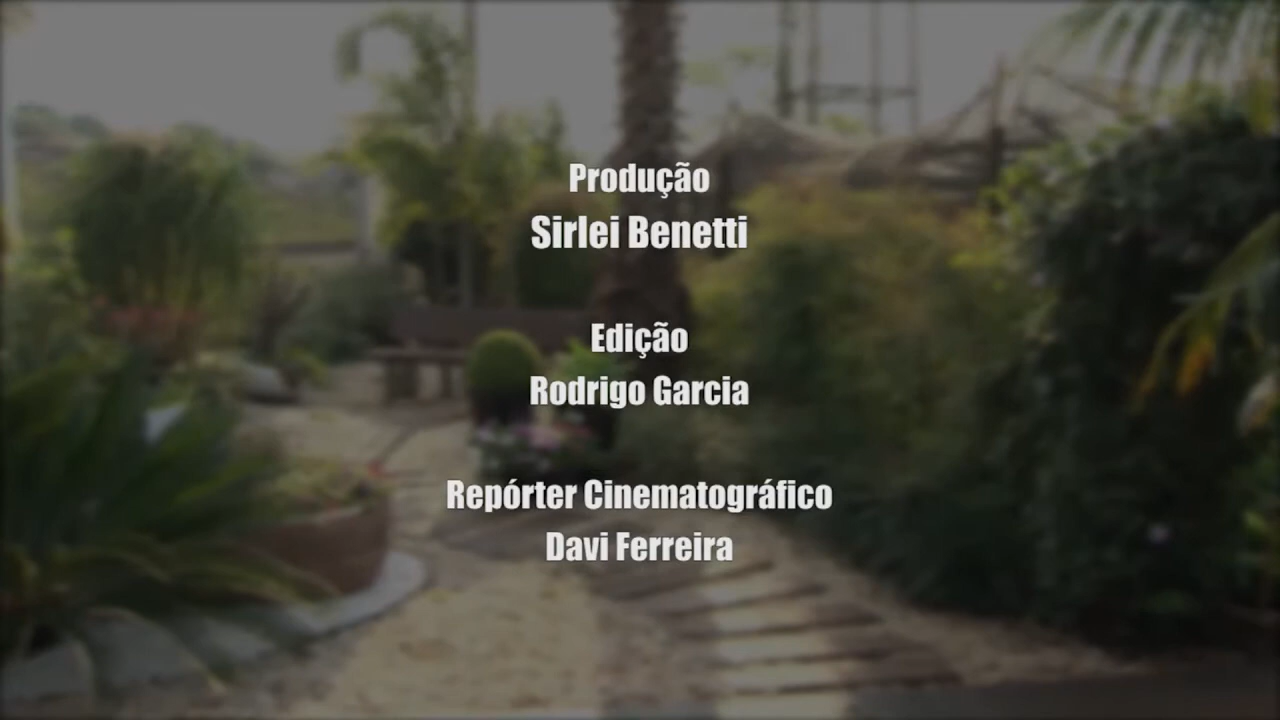 Produção
Sirlei Benetti
Edição
Rodrigo Garcia
Repórter Cinematográfico
Davi Ferreira